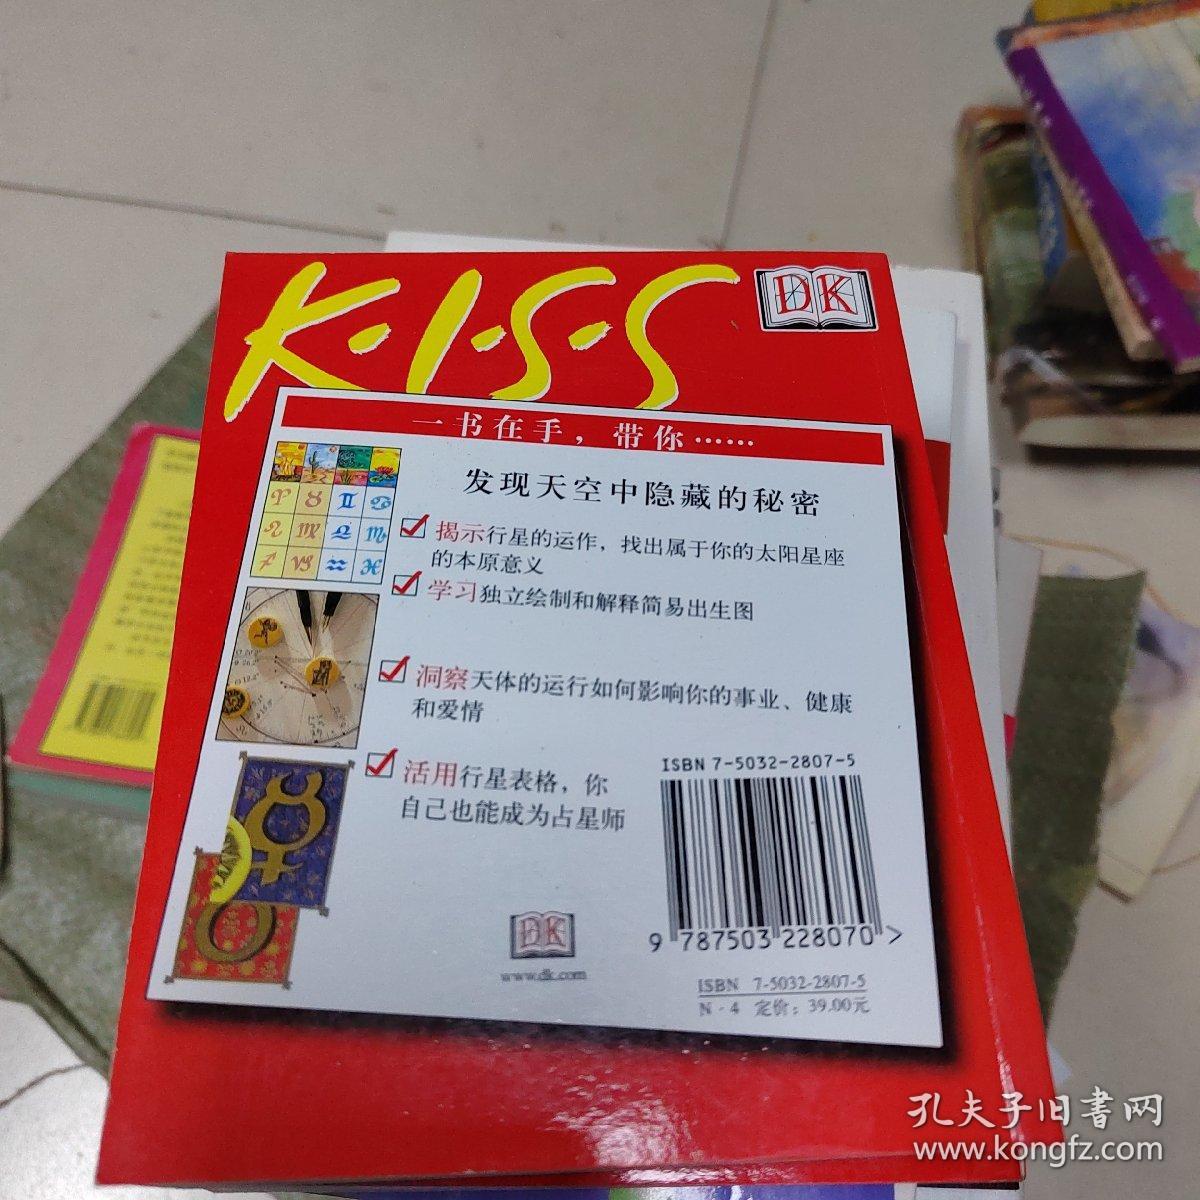 K·I·S·S
DK
一书在手，带你……
发现天空中隐藏的秘密
揭示行星的运作，找出属于你的太阳星座
的本原意义
学习独立绘制和解释简易出生图
洞察天体的运行如何影响你的事业、健康
和爱情
活用行星表格，你
自己也能成为占星师
ISBN 7-5032-2807-5
9 787503 228070 >
DK
www.dk.com
ISBN 7-5032-2807-5
N·4 定价：39.00元
孔夫子旧書网
www.kongfz.com